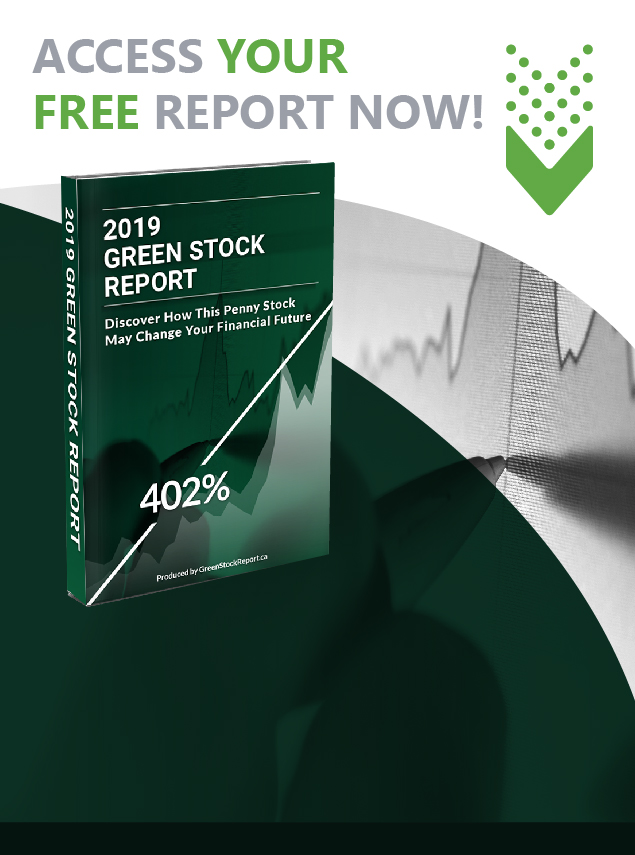 ACCESS YOUR
FREE REPORT NOW!
2019 GREEN STOCK REPORT
2019
GREEN STOCK
REPORT
Discover How This Penny Stock
May Change Your Financial Future
402%
Produced by GreenStockReport.ca